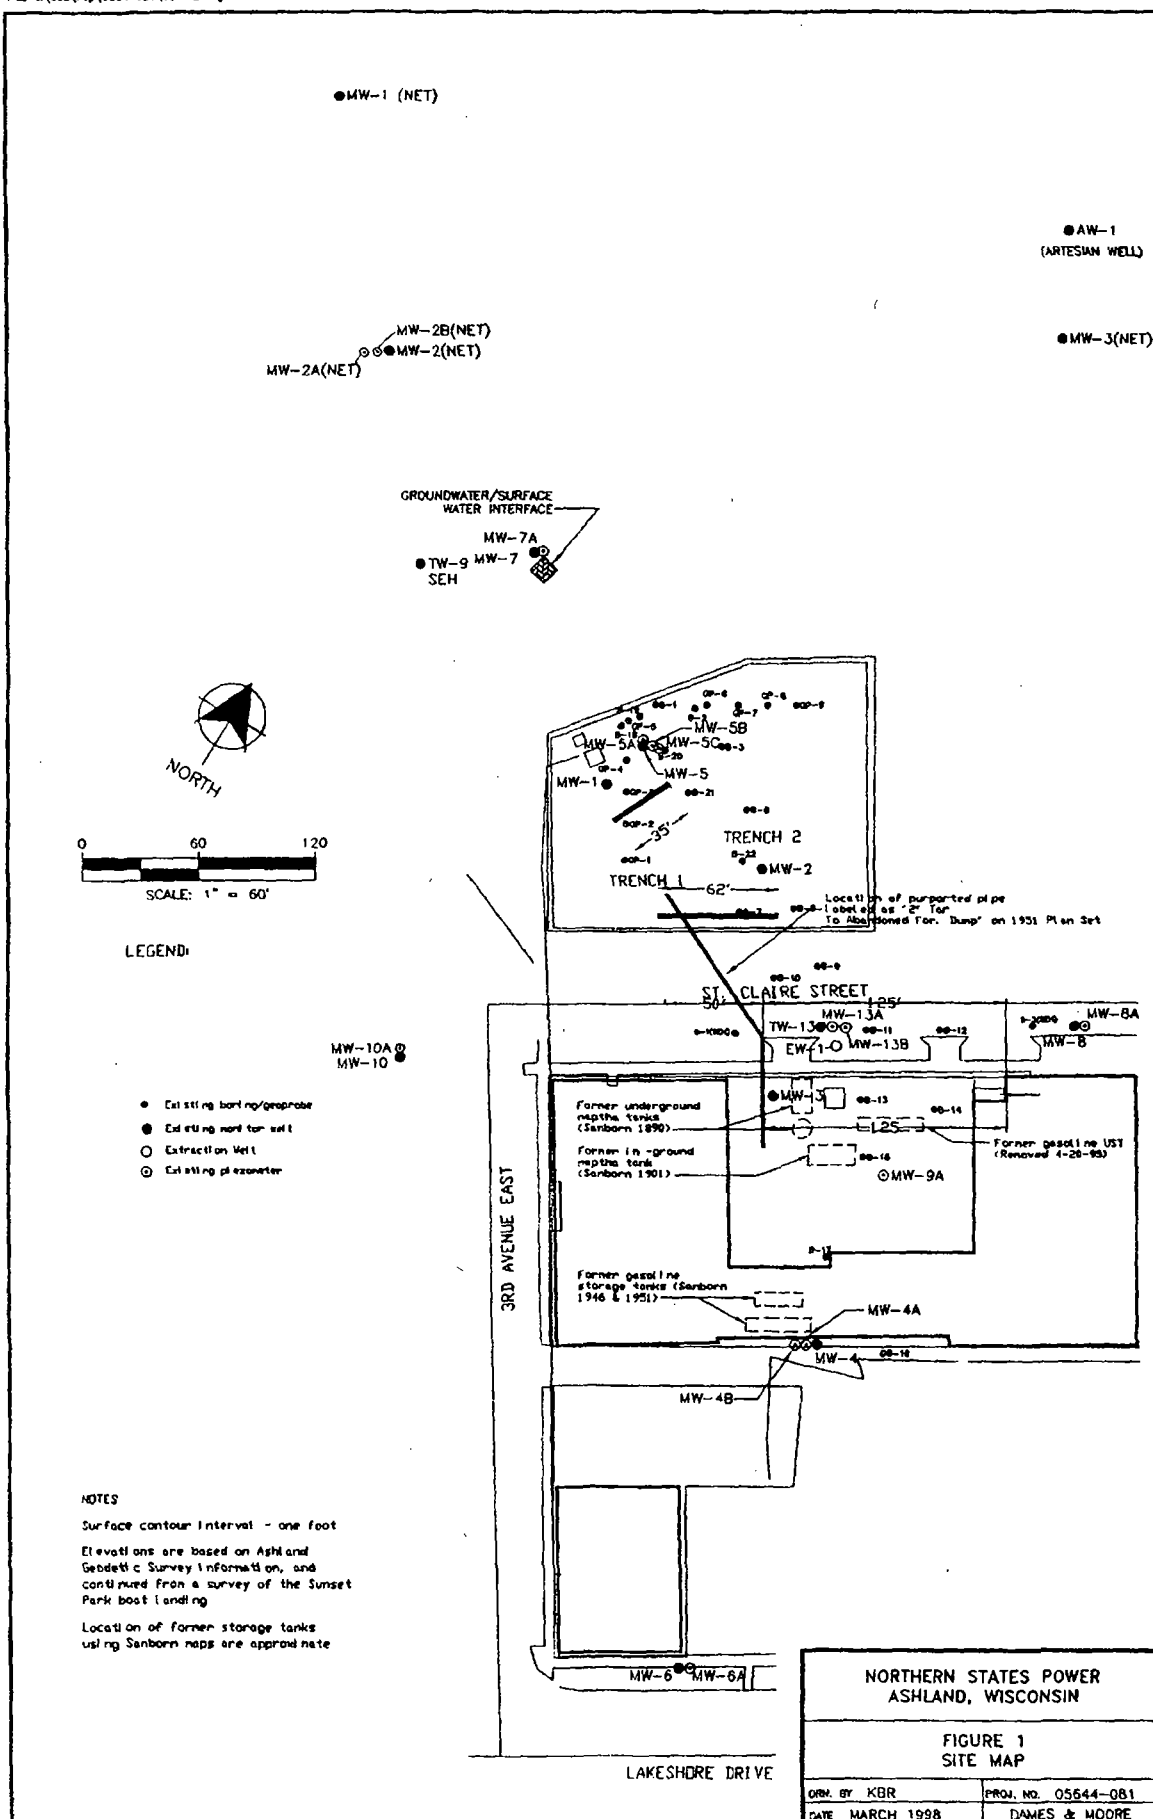 MW-1 (NET)
AW-1
(ARTESIAN WELL)
MW-3(NET)
MW-2B(NET)
MW-2(NET)
MW-2A(NET)
GROUNDWATER/SURFACE
WATER INTERFACE
MW-7A
MW-7
TW-9
SEH
NORTH
0 60 120
SCALE: 1" = 60'
LEGEND:
Existing boring/geoprobe
Existing monitor well
Extraction Well
Existing piezometer
MW-5B
MW-5A
MW-5C
MW-5
MW-1
GP-4
35'
TRENCH 2
B-22
MW-2
TRENCH 1
62'
Location of purported pipe
Labeled as "2" Tar
To Abandoned For. Dump" on 1951 Plan Set
ST. CLAIRE STREET
50'
125'
MW-13A
TW-13
MW-13B
EW-1
MW-8A
MW-8
MW-10A
MW-10
MW-3
Former underground
naptha tanks
(Sanborn 1890)
125
Former in-ground
naptha tank
(Sanborn 1901)
Former gasoline UST
(Removed 4-20-95)
MW-9A
B-17
3RD AVENUE EAST
Former gasoline
storage tanks (Sanborn
1946 & 1951)
MW-4A
MW-4
MW-4B
NOTES
Surface contour interval - one foot
Elevations are based on Ashland
Geodetic Survey information, and
continued from a survey of the Sunset
Park boat landing
Location of former storage tanks
using Sanborn maps are approximate
MW-6
MW-6A
LAKESHORE DRIVE
NORTHERN STATES POWER
ASHLAND, WISCONSIN
FIGURE 1
SITE MAP
DRN. BY KBR
PROJ. NO. 05644-081
DATE MARCH 1998
DAMES & MOORE